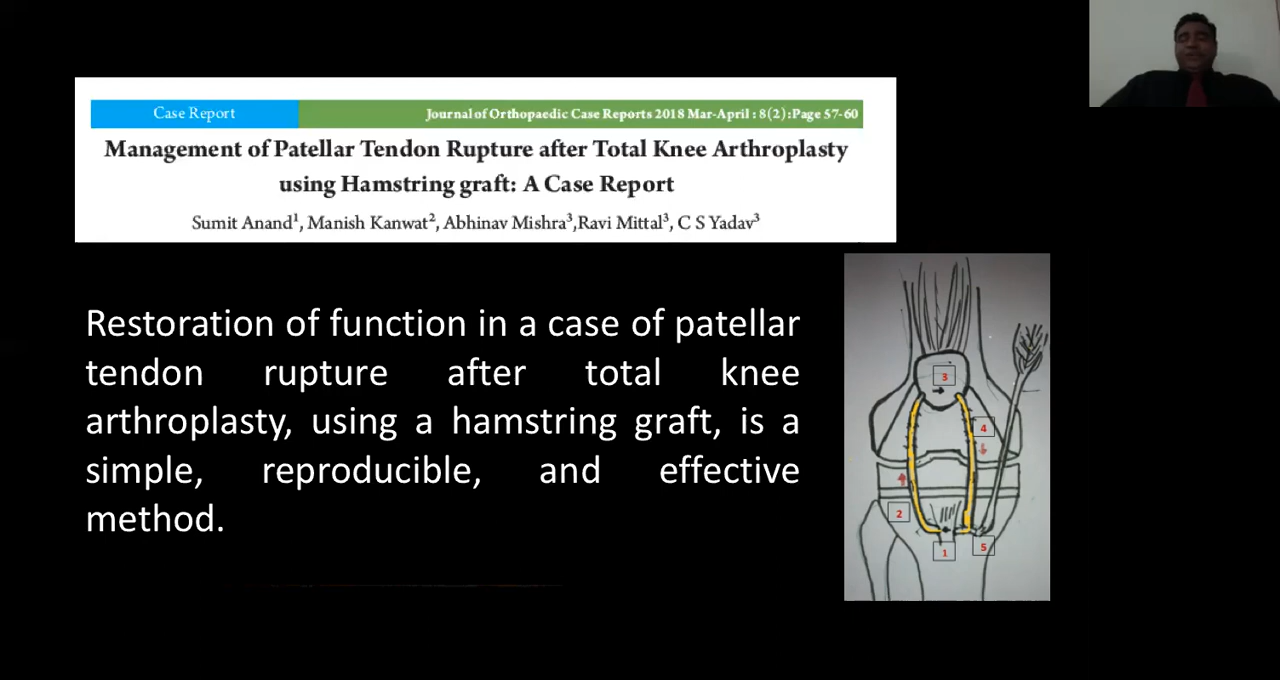 Case Report
Journal of Orthopaedic Case Reports 2018 Mar-April : 8(2):Page 57-60
Management of Patellar Tendon Rupture after Total Knee Arthroplasty
using Hamstring graft: A Case Report
Sumit Anand¹, Manish Kanwat², Abhinav Mishra³,Ravi Mittal³, C S Yadav³
Restoration of function in a case of patellar
tendon rupture after total knee
arthroplasty, using a hamstring graft, is a
simple, reproducible, and effective
method.
3
4
2
1
5